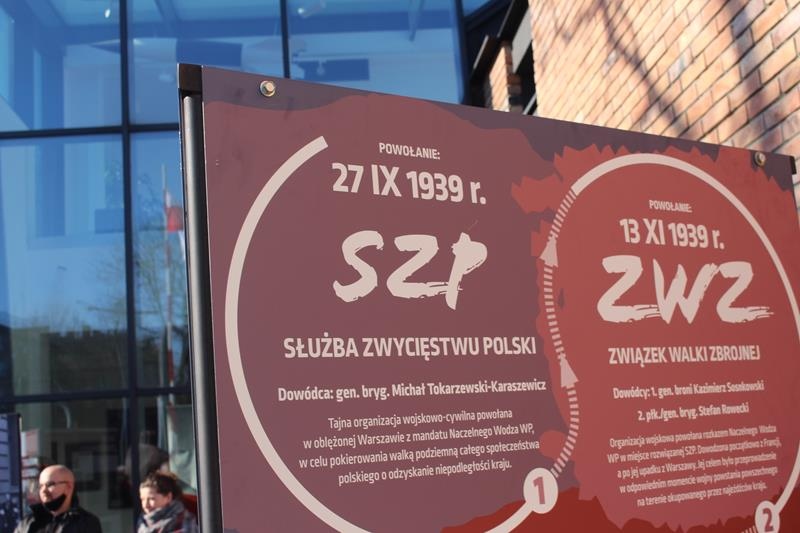 POWOŁANIE:
27 IX 1939 r.
SZP
SŁUŻBA ZWYCIĘSTWU POLSKI
Dowódca: gen. bryg. Michał Tokarzewski-Karaszewicz
Tajna organizacja wojskowo-cywilna powołana
w oblężonej Warszawie z mandatu Naczelnego Wodza WP,
w celu pokierowania walką podziemną całego społeczeństwa
polskiego o odzyskanie niepodległości kraju.
1
POWOŁANIE:
13 XI 1939 r.
ZWZ
ZWIĄZEK WALKI ZBROJNEJ
Dowódcy: 1. gen. broni Kazimierz Sosnkowski
2. płk./gen. bryg. Stefan Rowecki
Organizacja wojskowa powołana rozkazem Naczelnego Wodza
WP w miejsce rozwiązanej SZP. Dowodzona początkowo z Francji,
a po jej upadku z Warszawy. Jej celem było przeprowadzenie
w odpowiednim momencie wojny powstania powszechnego
na terenie okupowanego przez najeźdźców kraju.
2